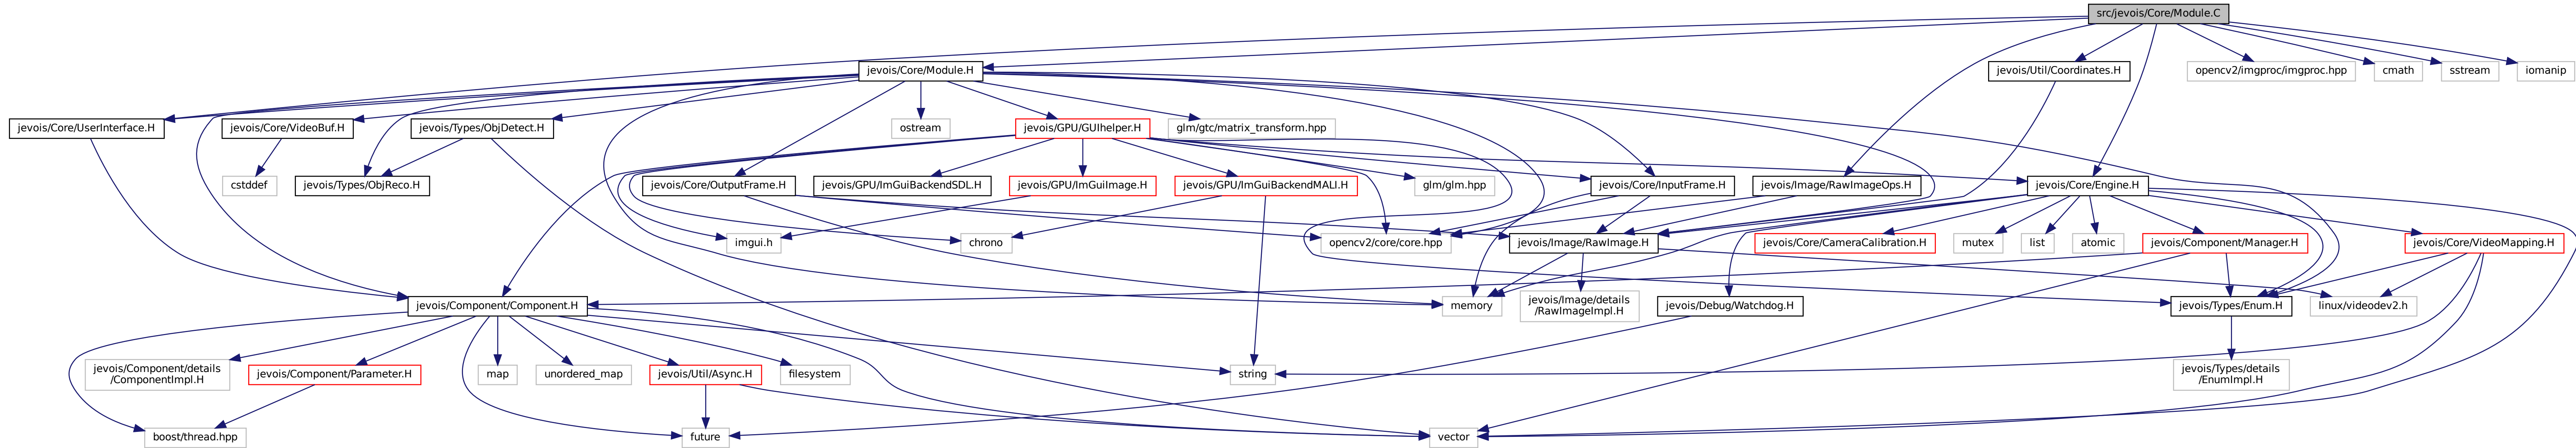 src/jevois/Core/Module.C
jevois/Core/Module.H
jevois/Util/Coordinates.H
opencv2/imgproc/imgproc.hpp
cmath
sstream
iomanip
jevois/Core/UserInterface.H
jevois/Core/VideoBuf.H
jevois/Types/ObjDetect.H
ostream
jevois/GPU/GUIhelper.H
glm/gtc/matrix_transform.hpp
cstddef
jevois/Types/ObjReco.H
jevois/Core/OutputFrame.H
jevois/GPU/ImGuiBackendSDL.H
jevois/GPU/ImGuiImage.H
jevois/GPU/ImGuiBackendMALI.H
glm/glm.hpp
jevois/Core/InputFrame.H
jevois/Image/RawImageOps.H
jevois/Core/Engine.H
imgui.h
chrono
opencv2/core/core.hpp
jevois/Image/RawImage.H
jevois/Core/CameraCalibration.H
mutex
list
atomic
jevois/Component/Manager.H
jevois/Core/VideoMapping.H
jevois/Component/Component.H
memory
jevois/Image/details
/RawImageImpl.H
jevois/Debug/Watchdog.H
jevois/Types/Enum.H
linux/videodev2.h
jevois/Component/details
/ComponentImpl.H
jevois/Component/Parameter.H
map
unordered_map
jevois/Util/Async.H
filesystem
string
jevois/Types/details
/EnumImpl.H
boost/thread.hpp
future
vector